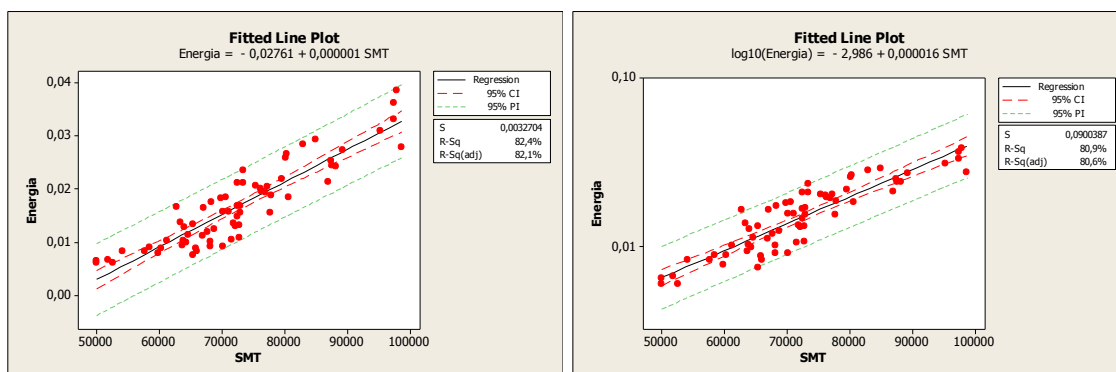 Fitted Line Plot
Energia = - 0,02761 + 0,000001 SMT
0,04
0,03
0,02
0,01
0,00
Energia
50000 60000 70000 80000 90000 100000
SMT
Regression
95% CI
95% PI
S 0,0032704
R-Sq 82,4%
R-Sq(adj) 82,1%
Fitted Line Plot
log10(Energia) = - 2,986 + 0,000016 SMT
0,10
0,01
Energia
50000 60000 70000 80000 90000 100000
SMT
Regression
95% CI
95% PI
S 0,0900387
R-Sq 80,9%
R-Sq(adj) 80,6%